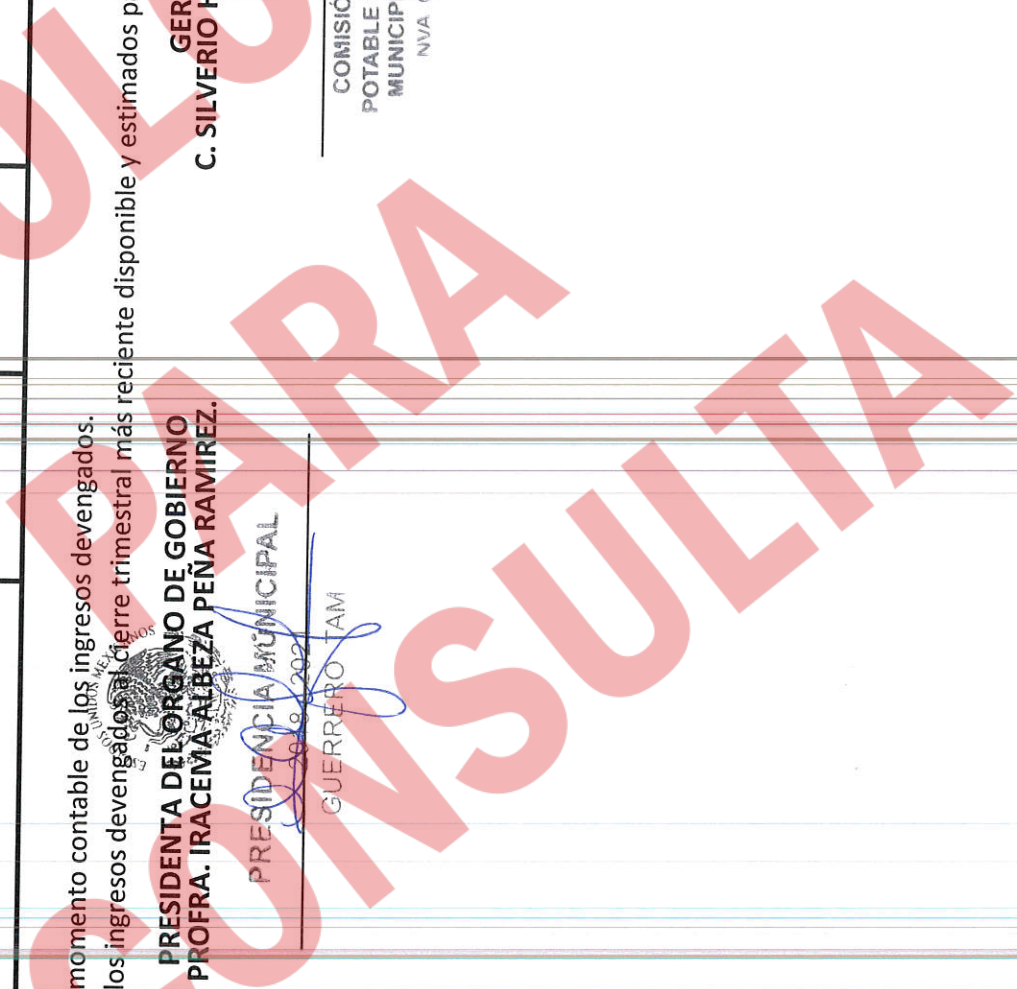 momento contable de los ingresos devengados.
los ingresos devengados al cierre trimestral más reciente disponible y estimados p
PRESIDENTA DEL ORGANO DE GOBIERNO
PROFRA. IRACEMA ALBEZA PEÑA RAMIREZ.
PRESIDENCIA MUNICIPAL
GUERRERO TAM
GER
C. SILVERIO H
COMISIÓ
POTABLE
MUNICIP
NVA
PARA
CONSULTA